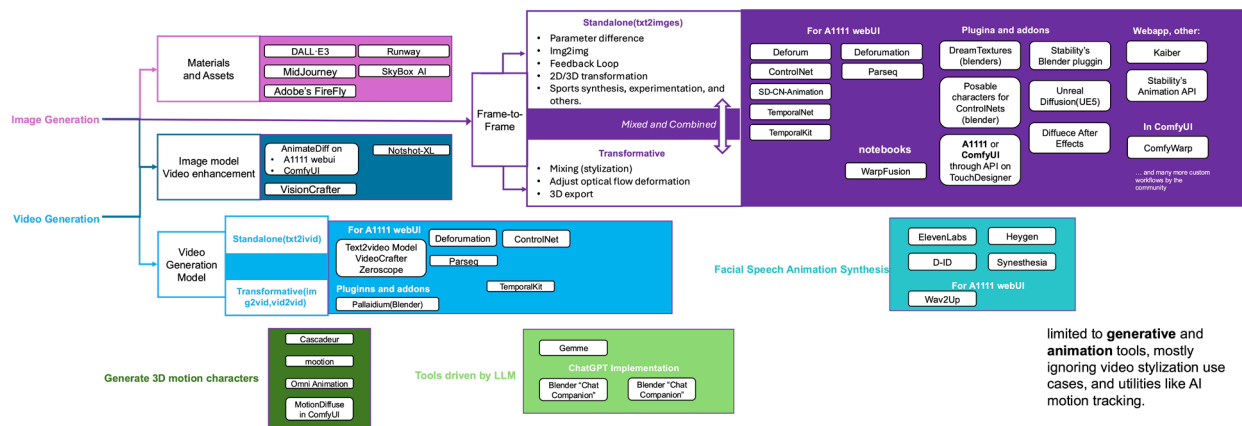 Image Generation
Video Generation
Materials
and Assets
DALL·E3
Runway
MidJourney
SkyBox AI
Adobe's FireFly
Image model
Video enhancement
AnimateDiff on
• A1111 webui
• ComfyUI
Notshot-XL
VisionCrafter
Frame-to-
Frame
Standalone(txt2imges)
• Parameter difference
• Img2img
• Feedback Loop
• 2D/3D transformation
• Sports synthesis, experimentation, and
others.
Mixed and Combined
Transformative
• Mixing (stylization)
• Adjust optical flow deformation
• 3D export
For A1111 webUI
Deforum
Deforumation
ControlNet
Parseq
SD-CN-Animation
TemporalNet
TemporalKit
notebooks
WarpFusion
Plugina and addons
DreamTextures
(blenders)
Stability's
Blender pluggin
Posable
characters for
ControlNets
(blender)
Unreal
Diffusion(UE5)
A1111 or
ComfyUI
through API on
TouchDesigner
Diffuece After
Effects
Webapp, other:
Kaiber
Stability's
Animation API
In ComfyUI
ComfyWarp
... and many more custom
workflows by the
community
Video
Generation
Model
Standalone(txt2ivid)
Transformative(im
g2vid,vid2vid)
For A1111 webUI
Text2video Model
VideoCrafter
Zeroscope
Deforumation
ControlNet
Parseq
TemporalKit
Pluginns and addons
Pallaidium(Blender)
Facial Speech Animation Synthesis
ElevenLabs
Heygen
D-ID
Synesthesia
For A1111 webUI
Wav2Up
Generate 3D motion characters
Cascadeur
mootion
Omni Animation
MotionDiffuse
in ComfyUI
Tools driven by LLM
Gemme
ChatGPT Implementation
Blender "Chat
Companion"
Blender "Chat
Companion"
limited to generative and
animation tools, mostly
ignoring video stylization use
cases, and utilities like AI
motion tracking.